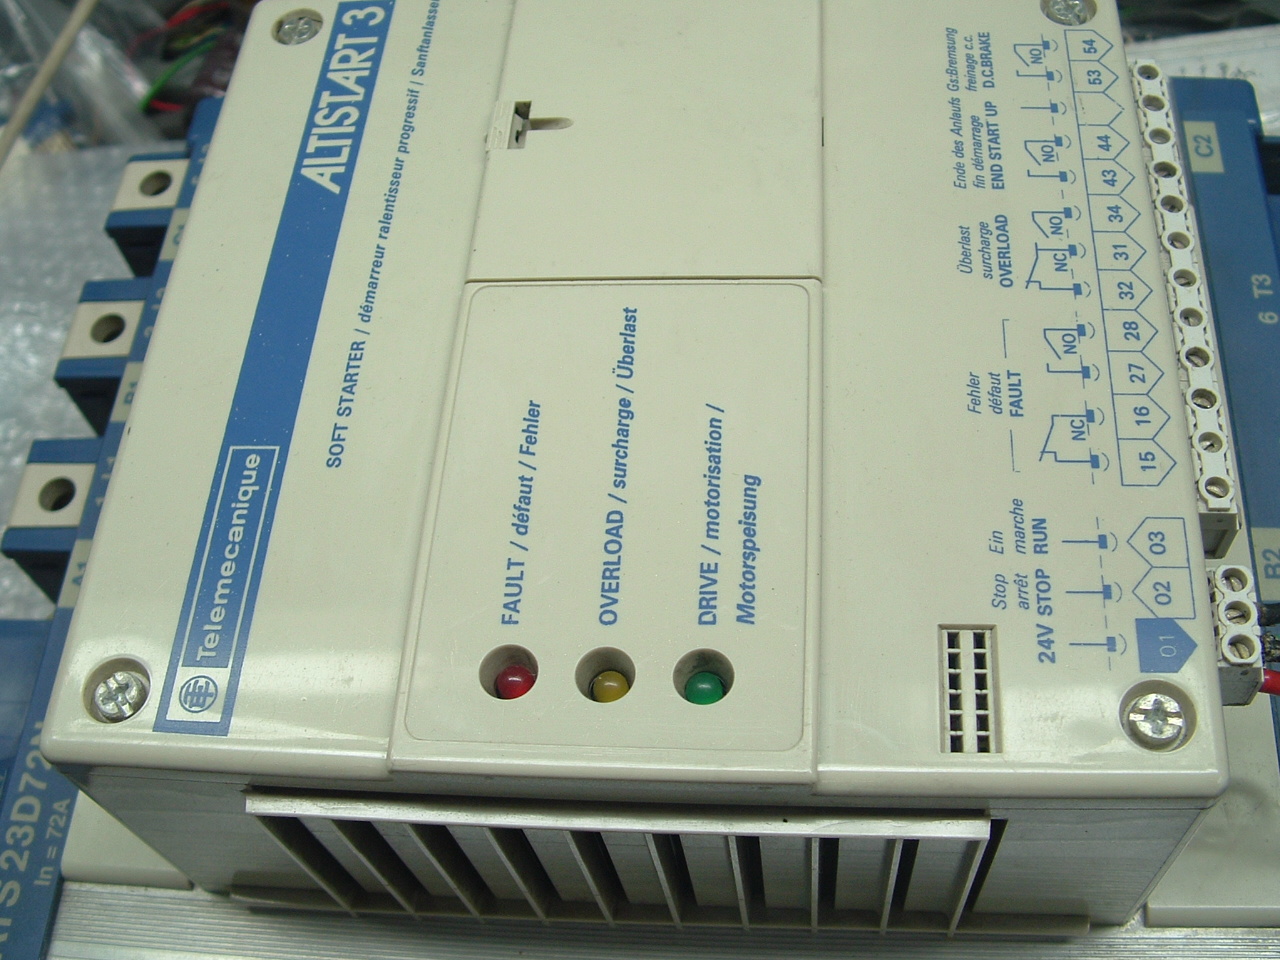 ALTISTART 3
Telemecanique
SOFT STARTER / démarreur ralentisseur progressif / Sanftanlasser
FAULT / défaut / Fehler
OVERLOAD / surcharge / Überlast
DRIVE / motorisation /
Motorspeisung
Gs:Bremsung
freinage c.c.
D.C.BRAKE
Ende des Anlaufs
fin démarrage
END START UP
Überlast
surcharge
OVERLOAD
Fehler
défaut
FAULT
Ein
marche
RUN
Stop
arrêt
STOP
24V
NO
NO
NO
NC
NO
NC
54
53
44
43
34
31
32
28
27
16
15
03
02
01
C2
6 T3
B2
A1
23D72N
In = 72A